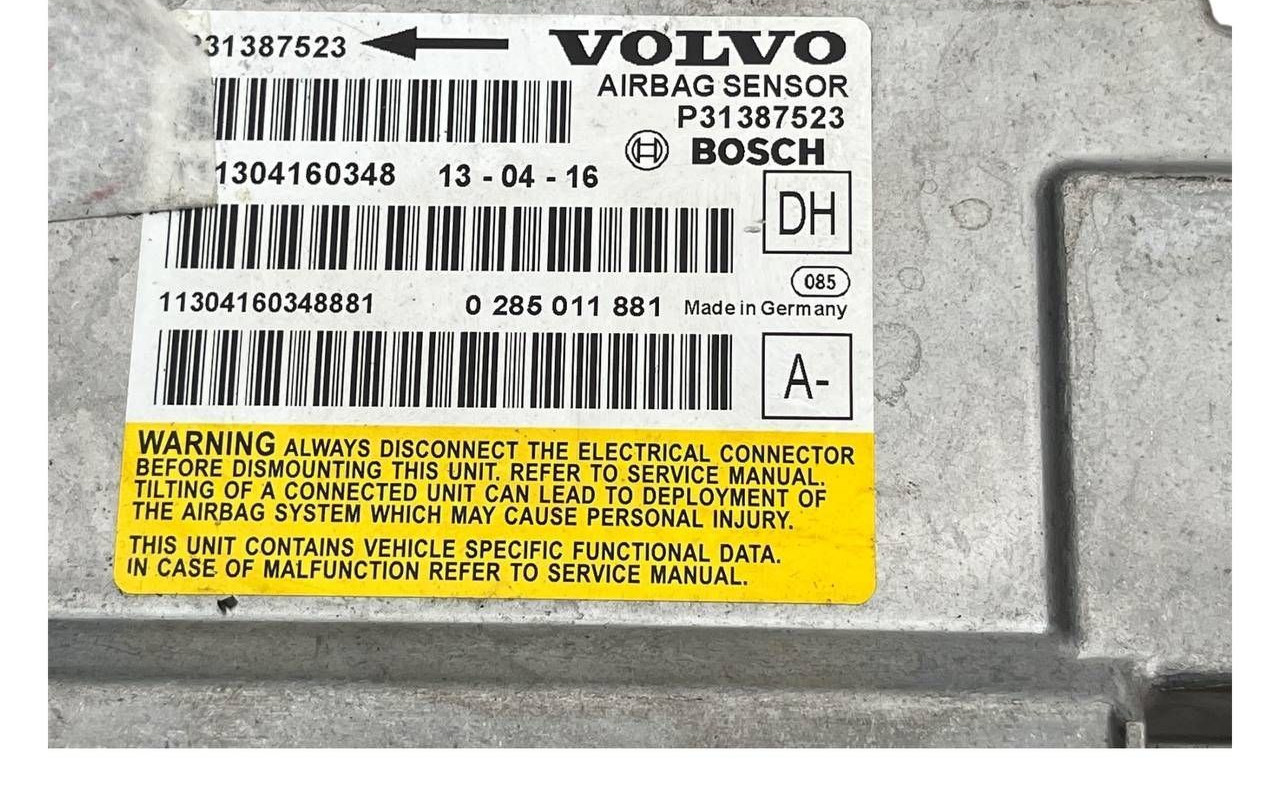 P31387523 VOLVO
AIRBAG SENSOR
P31387523
BOSCH
1304160348 13 - 04 - 16
DH
085
11304160348881 0 285 011 881 Made in Germany
A-
WARNING ALWAYS DISCONNECT THE ELECTRICAL CONNECTOR
BEFORE DISMOUNTING THIS UNIT. REFER TO SERVICE MANUAL.
TILTING OF A CONNECTED UNIT CAN LEAD TO DEPLOYMENT OF
THE AIRBAG SYSTEM WHICH MAY CAUSE PERSONAL INJURY.
THIS UNIT CONTAINS VEHICLE SPECIFIC FUNCTIONAL DATA.
IN CASE OF MALFUNCTION REFER TO SERVICE MANUAL.